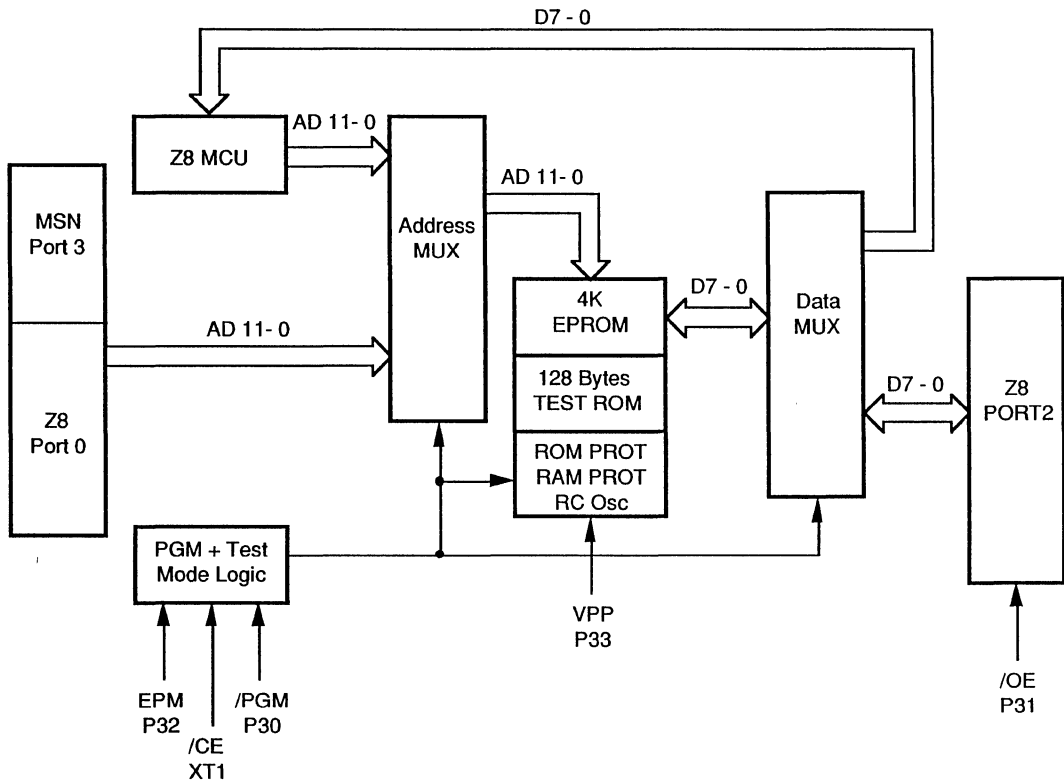 D7 - 0
Z8 MCU
AD 11- 0
MSN
Port 3
Z8
Port 0
AD 11- 0
Address
MUX
AD 11- 0
4K
EPROM
128 Bytes
TEST ROM
ROM PROT
RAM PROT
RC Osc
D7 - 0
Data
MUX
D7 - 0
Z8
PORT2
PGM + Test
Mode Logic
EPM
P32
/CE
XT1
/PGM
P30
VPP
P33
/OE
P31